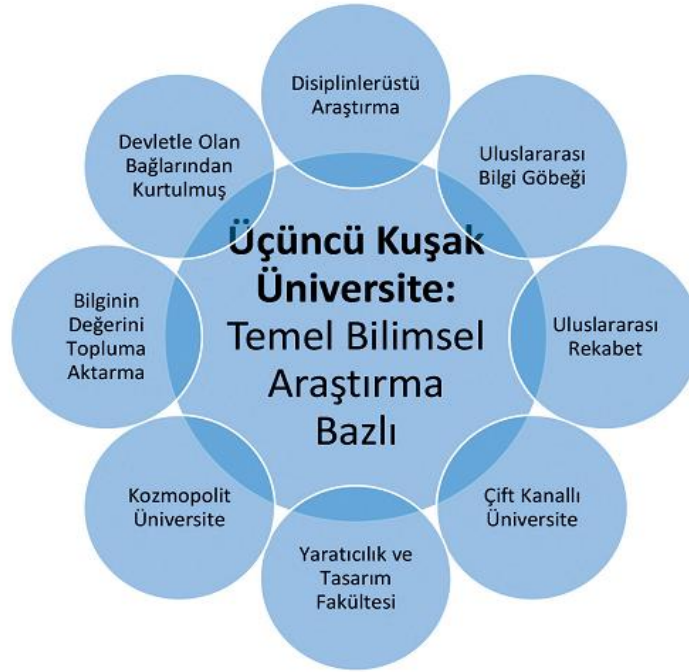 Disiplinlerüstü
Araştırma
Uluslararası
Bilgi Göbeği
Uluslararası
Rekabet
Çift Kanallı
Üniversite
Yaratıcılık ve
Tasarım
Fakültesi
Kozmopolit
Üniversite
Bilginin
Değerini
Topluma
Aktarma
Devletle Olan
Bağlarından
Kurtulmuş
Üçüncü Kuşak
Üniversite:
Temel Bilimsel
Araştırma
Bazlı